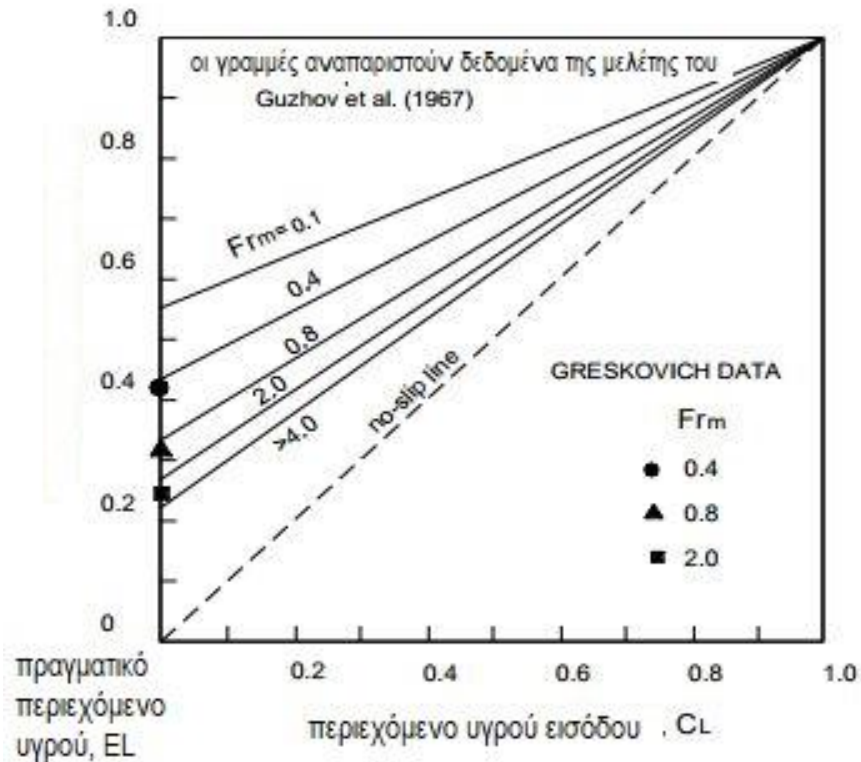 1.0
οι γραμμές αναπαριστούν δεδομένα της μελέτης του
Guzhov et al. (1967)
0.8
Frm= 0.1
0.6
0.4
0.8
no-slip line
GRESKOVICH DATA
0.4
2.0
Frm
>4.0
0.4
0.2
0.8
2.0
0
πραγματικό
περιεχόμενο
υγρού, EL
0.2
0.4
0.6
0.8
1.0
περιεχόμενο υγρού εισόδου , CL